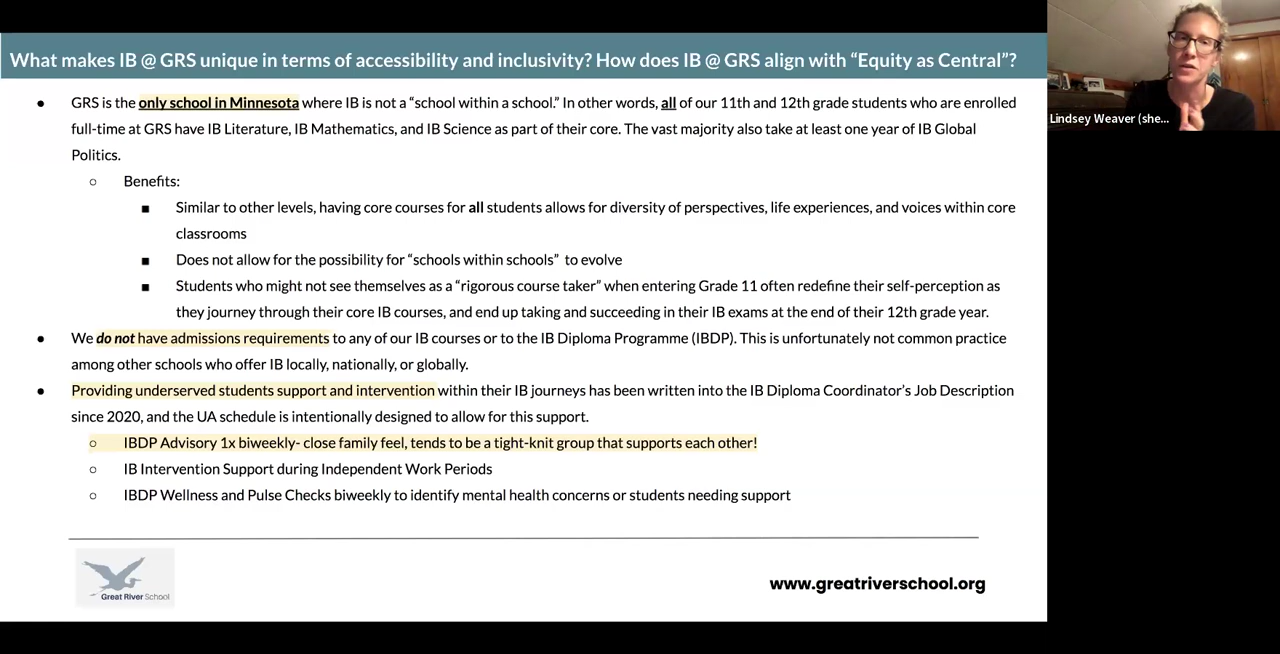 What makes IB @ GRS unique in terms of accessibility and inclusivity? How does IB @ GRS align with “Equity as Central”?
● GRS is the only school in Minnesota where IB is not a “school within a school.” In other words, all of our 11th and 12th grade students who are enrolled
full-time at GRS have IB Literature, IB Mathematics, and IB Science as part of their core. The vast majority also take at least one year of IB Global
Politics.
○ Benefits:
■ Similar to other levels, having core courses for all students allows for diversity of perspectives, life experiences, and voices within core
classrooms
■ Does not allow for the possibility for “schools within schools” to evolve
■ Students who might not see themselves as a “rigorous course taker” when entering Grade 11 often redefine their self-perception as
they journey through their core IB courses, and end up taking and succeeding in their IB exams at the end of their 12th grade year.
● We do not have admissions requirements to any of our IB courses or to the IB Diploma Programme (IBDP). This is unfortunately not common practice
among other schools who offer IB locally, nationally, or globally.
● Providing underserved students support and intervention within their IB journeys has been written into the IB Diploma Coordinator’s Job Description
since 2020, and the UA schedule is intentionally designed to allow for this support.
○ IBDP Advisory 1x biweekly- close family feel, tends to be a tight-knit group that supports each other!
○ IB Intervention Support during Independent Work Periods
○ IBDP Wellness and Pulse Checks biweekly to identify mental health concerns or students needing support
Great River School
www.greatriverschool.org
Lindsey Weaver (she...